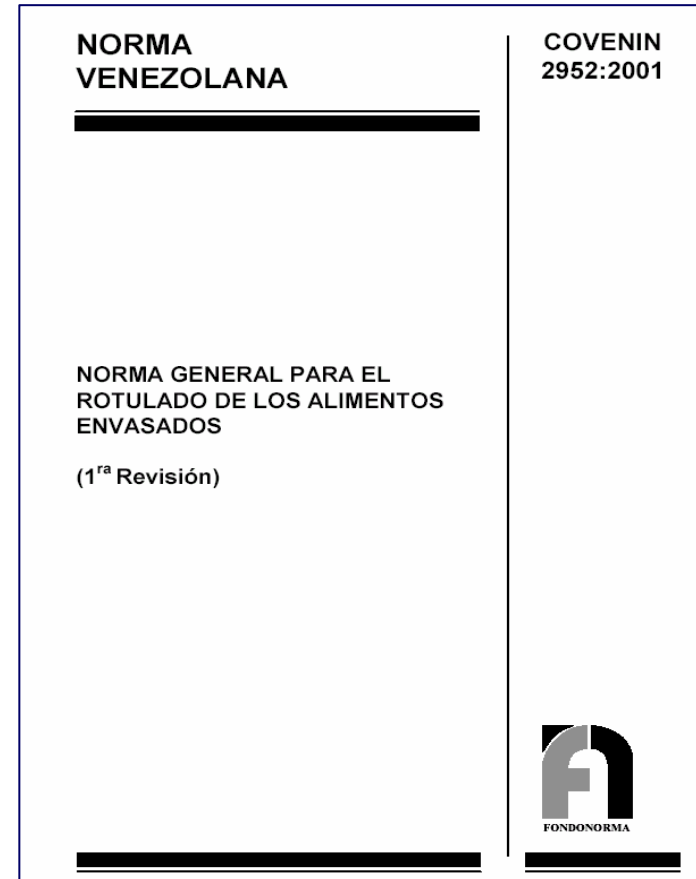 NORMA
VENEZOLANA
COVENIN
2952:2001
NORMA GENERAL PARA EL
ROTULADO DE LOS ALIMENTOS
ENVASADOS
(1ra Revisión)
FONDONORMA